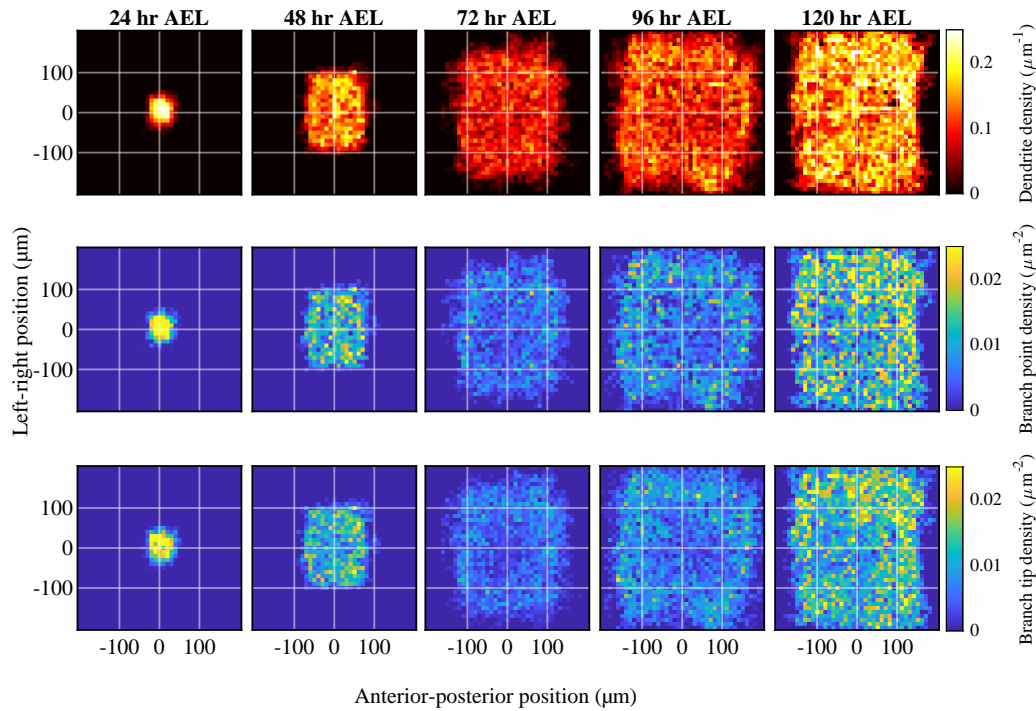 24 hr AEL 48 hr AEL 72 hr AEL 96 hr AEL 120 hr AEL
100
0
-100
0.2
0.1
0
Dendrite density (μm⁻¹)
100
0
-100
0.02
0.01
0
Branch point density (μm⁻²)
Left-right position (μm)
100
0
-100
0.02
0.01
0
Branch tip density (μm⁻²)
-100 0 100 -100 0 100 -100 0 100 -100 0 100 -100 0 100
Anterior-posterior position (μm)